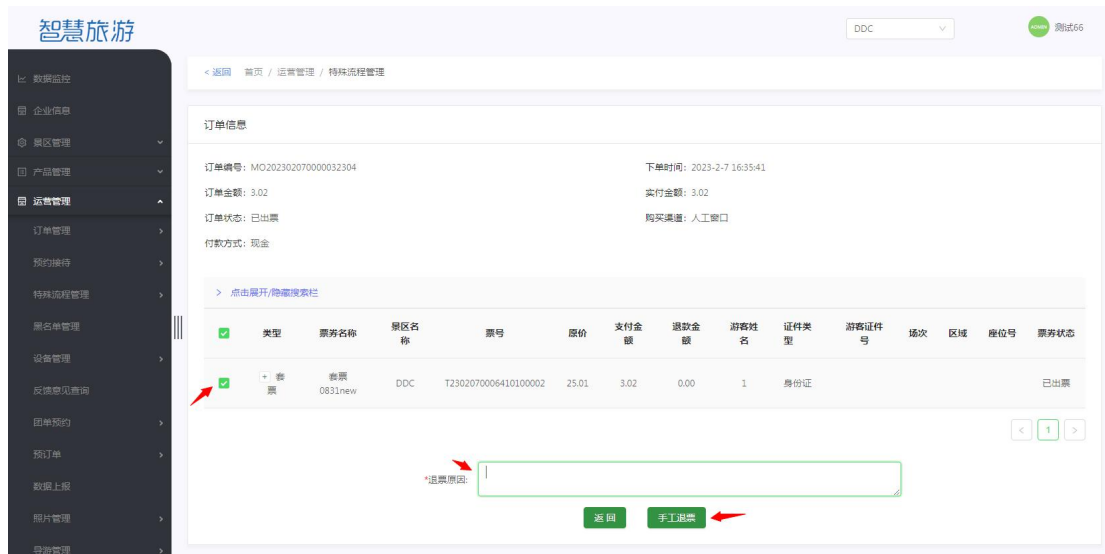 智慧旅游
DDC
ADMIN
测试66
数据监控
企业信息
景区管理
产品管理
运营管理
订单管理
预约接待
特殊流程管理
黑名单管理
设备管理
反馈意见查询
团单预约
预订单
数据上报
照片管理
导游管理
< 返回 首页 / 运营管理 / 特殊流程管理
订单信息
订单编号: MO202302070000032304 下单时间: 2023-2-7 16:35:41
订单金额: 3.02 实付金额: 3.02
订单状态: 已出票 购买渠道: 人工窗口
付款方式: 现金
> 点击展开/隐藏搜索栏
类型 票券名称 景区名称 票号 原价 支付金额 退款金额 游客姓名 证件类型 游客证件号 场次 区域 座位号 票券状态
+ 套票 套票0831new DDC T2302070006410100002 25.01 3.02 0.00 1 身份证 已出票
< 1 >
*退票原因:
返 回 手工退票